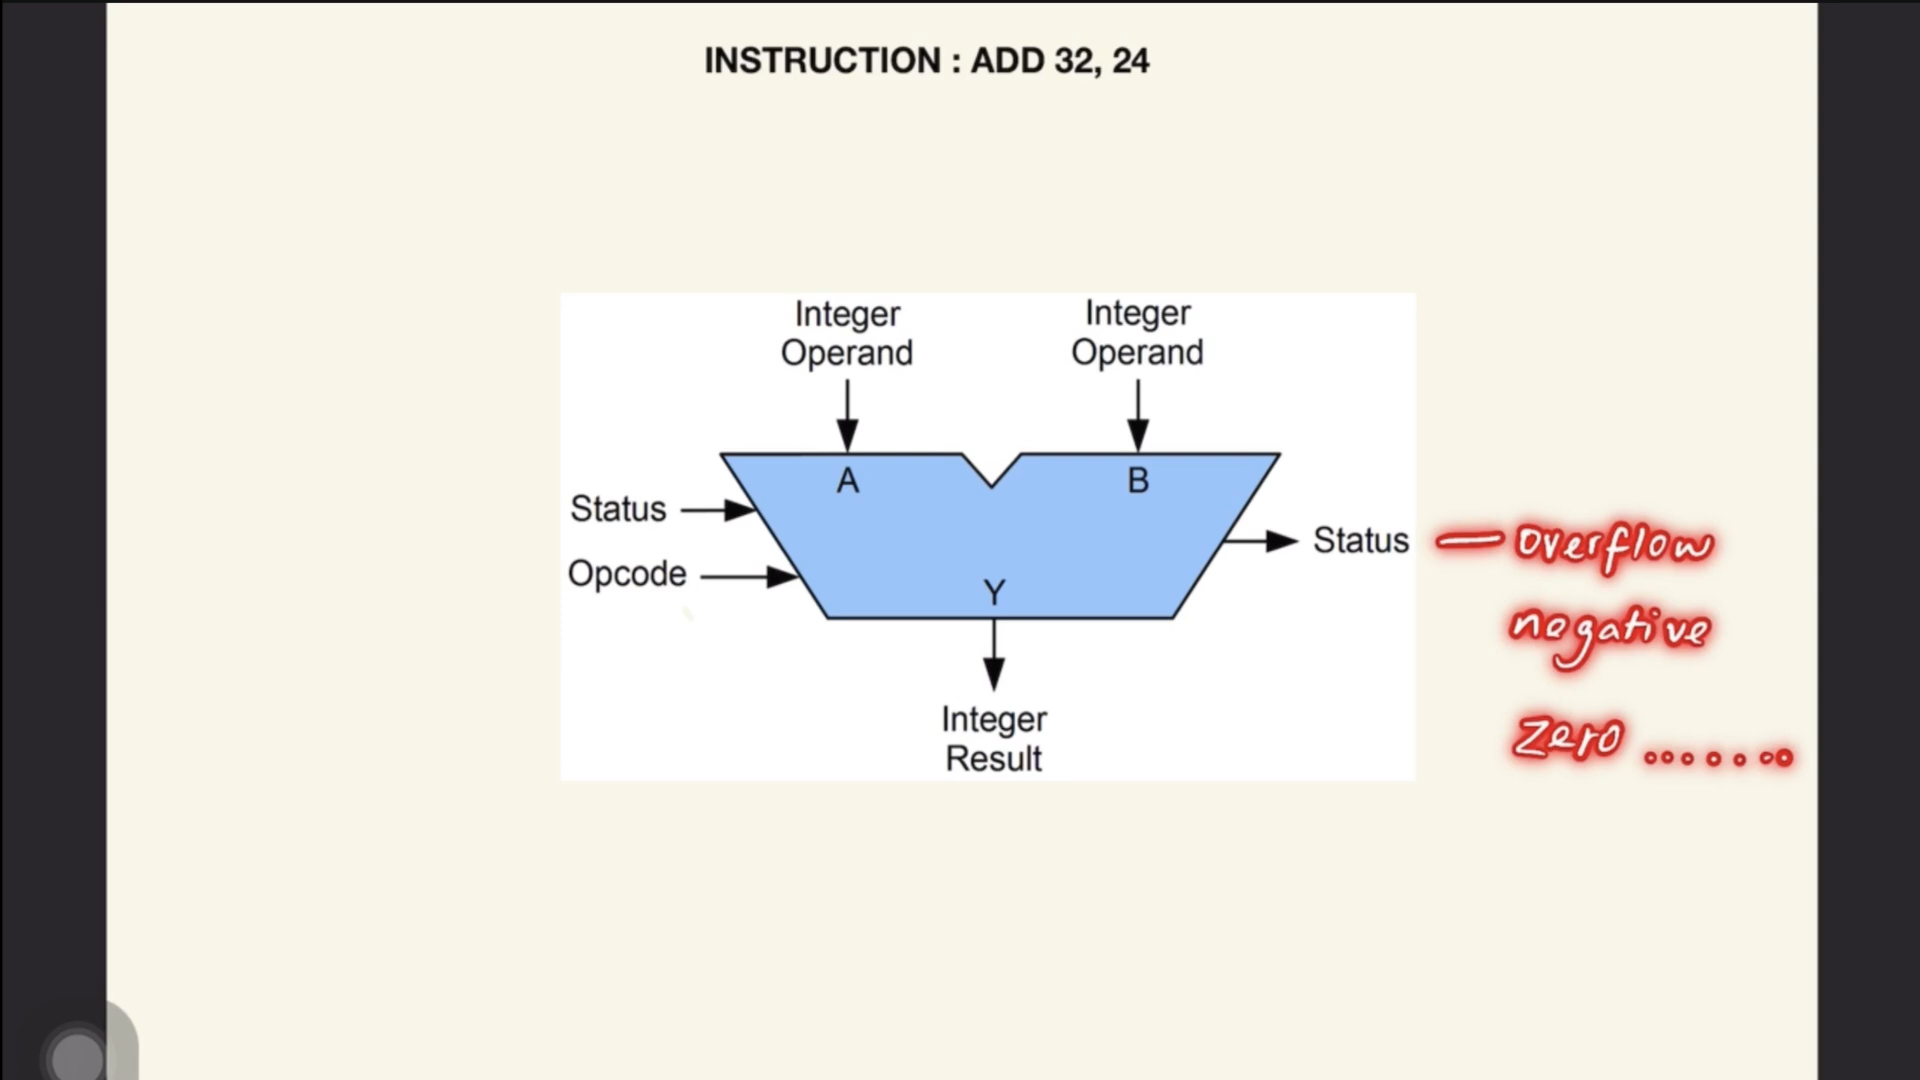 INSTRUCTION : ADD 32, 24
Integer
Operand
Integer
Operand
A
B
Status
Opcode
Y
Status
— overflow
negative
Zero .......
Integer
Result